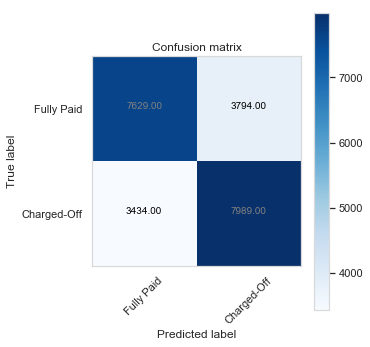 Confusion matrix
True label
Fully Paid
7629.00 3794.00
Charged-Off
3434.00 7989.00
Fully Paid Charged-Off
Predicted label
7000
6000
5000
4000